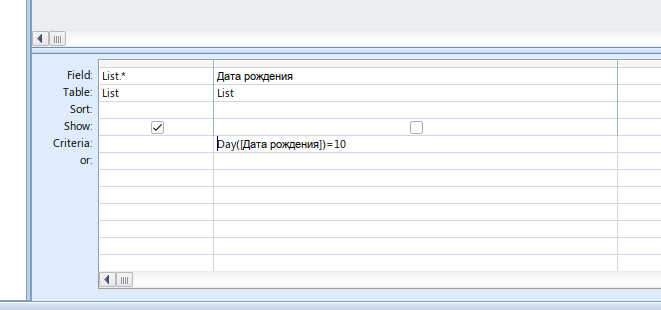 Field: List.* Дата рождения
Table: List List
Sort:
Show:
Criteria: Day([Дата рождения])=10
or: